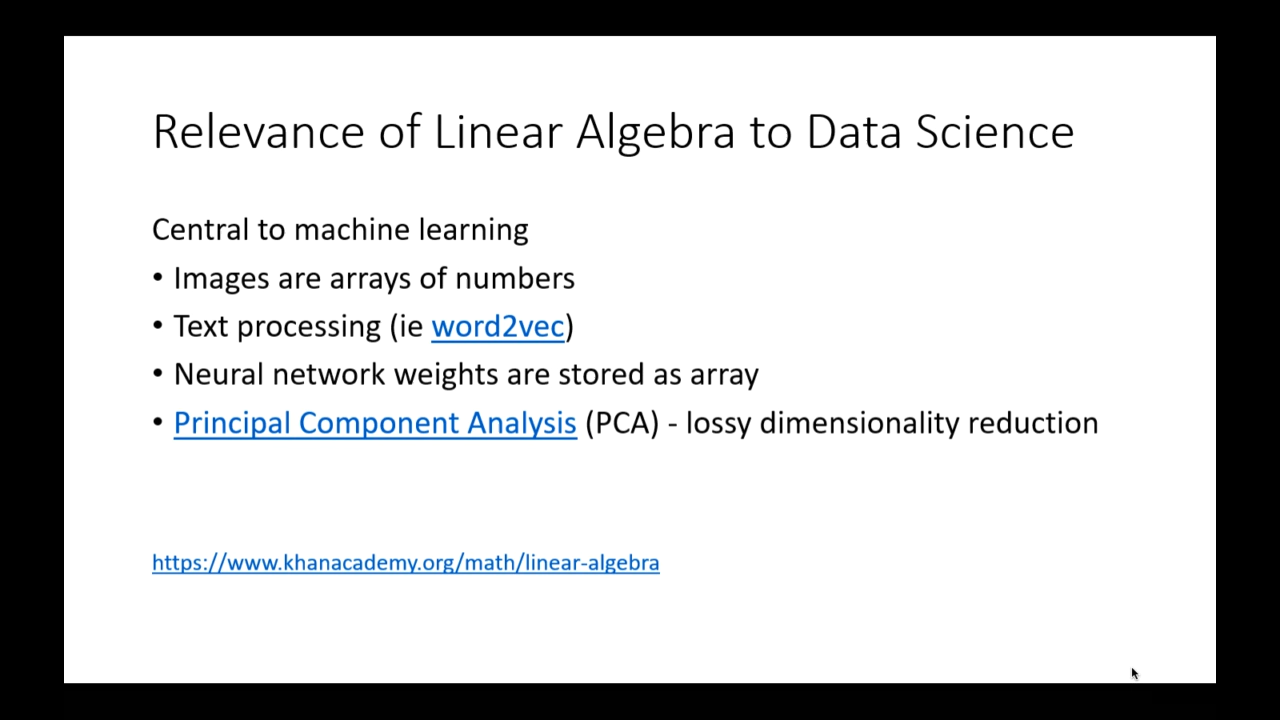 Relevance of Linear Algebra to Data Science
Central to machine learning
• Images are arrays of numbers
• Text processing (ie word2vec)
• Neural network weights are stored as array
• Principal Component Analysis (PCA) - lossy dimensionality reduction
https://www.khanacademy.org/math/linear-algebra